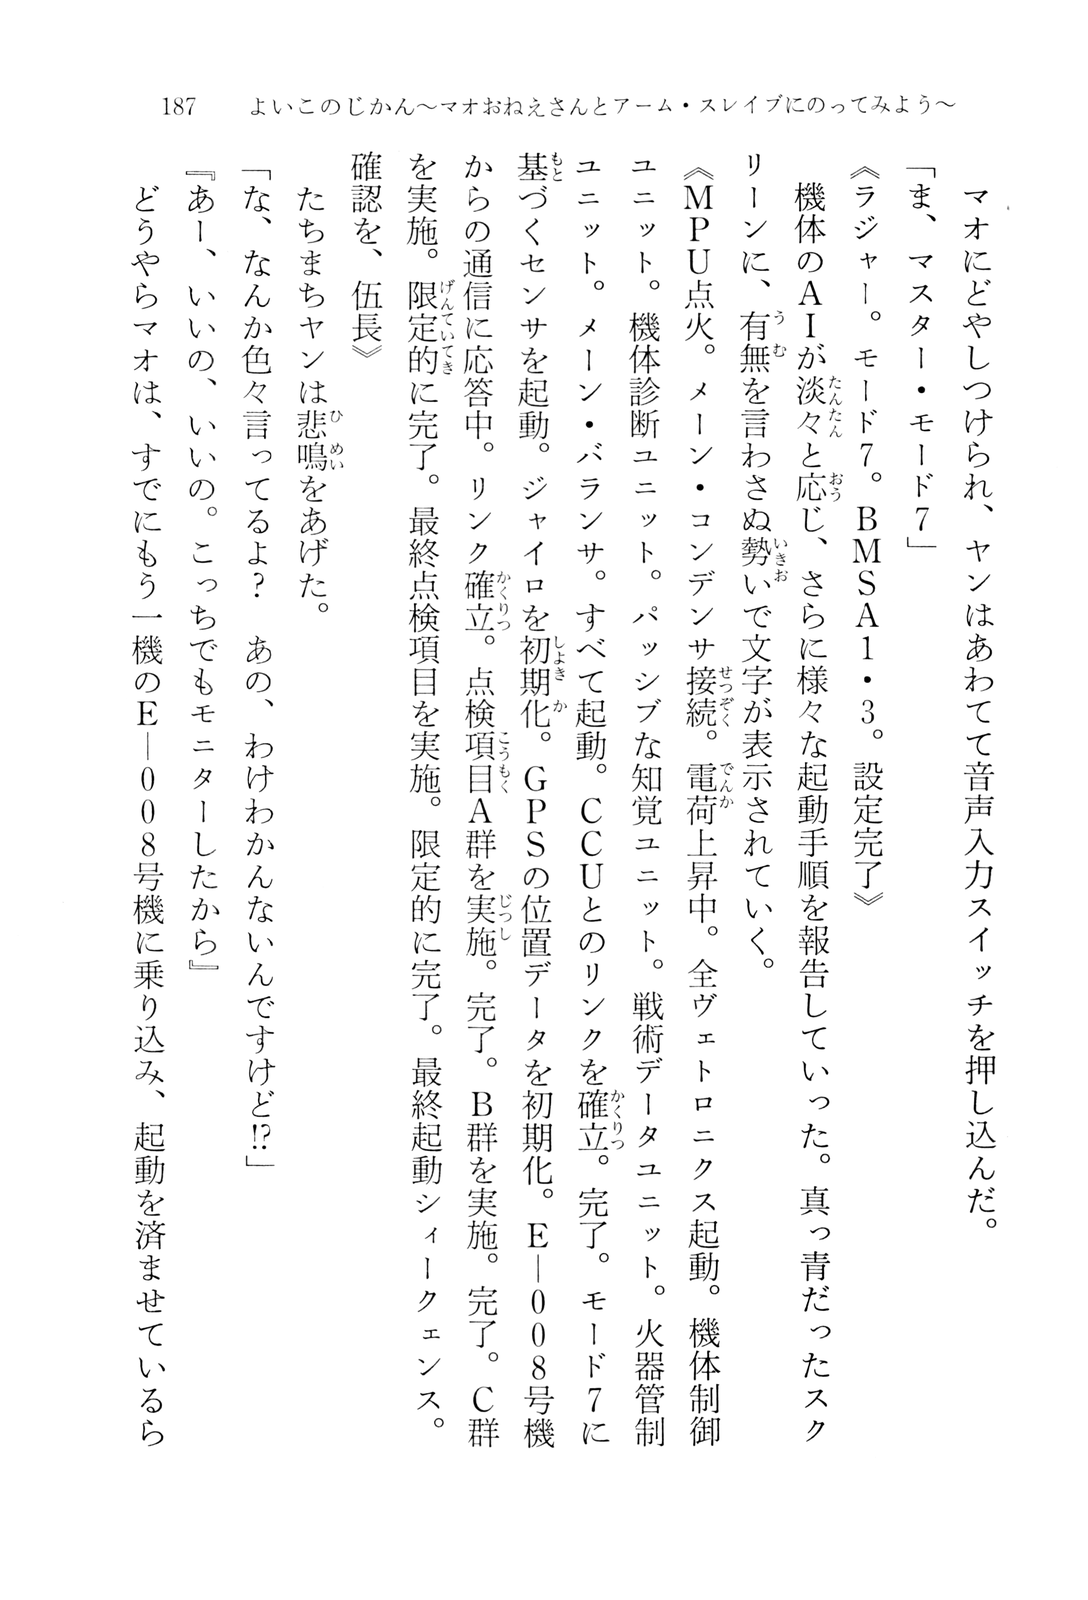 187　よいこのじかん～マオおねえさんとアーム・スレイブにのってみよう～
　マオにどやしつけられ、ヤンはあわてて音声入力スイッチを押し込んだ。
「ま、マスター・モード7」
《ラジャー。モード7。BMSA1・3。設定完了》
　機体のAIが淡々と応じ、さらに様々な起動手順を報告していった。真っ青だったスク
リーンに、有無を言わさぬ勢いで文字が表示されていく。
《MPU点火。メーン・コンデンサ接続。電荷上昇中。全ヴェトロニクス起動。機体制御
ユニット。機体診断ユニット。パッシブな知覚ユニット。戦術データユニット。火器管制
ユニット。メーン・バランサ。すべて起動。CCUとのリンクを確立。完了。モード7に
基づくセンサを起動。ジャイロを初期化。GPSの位置データを初期化。E―008号機
からの通信に応答中。リンク確立。点検項目A群を実施。完了。B群を実施。完了。C群
を実施。限定的に完了。最終点検項目を実施。限定的に完了。最終起動シィークェンス。
確認を、伍長》
　たちまちヤンは悲鳴をあげた。
「な、なんか色々言ってるよ？　あの、わけわかんないんですけど!?」
『あー、いいの、いいの。こっちでもモニターしたから』
　どうやらマオは、すでにもう一機のE―008号機に乗り込み、起動を済ませているら